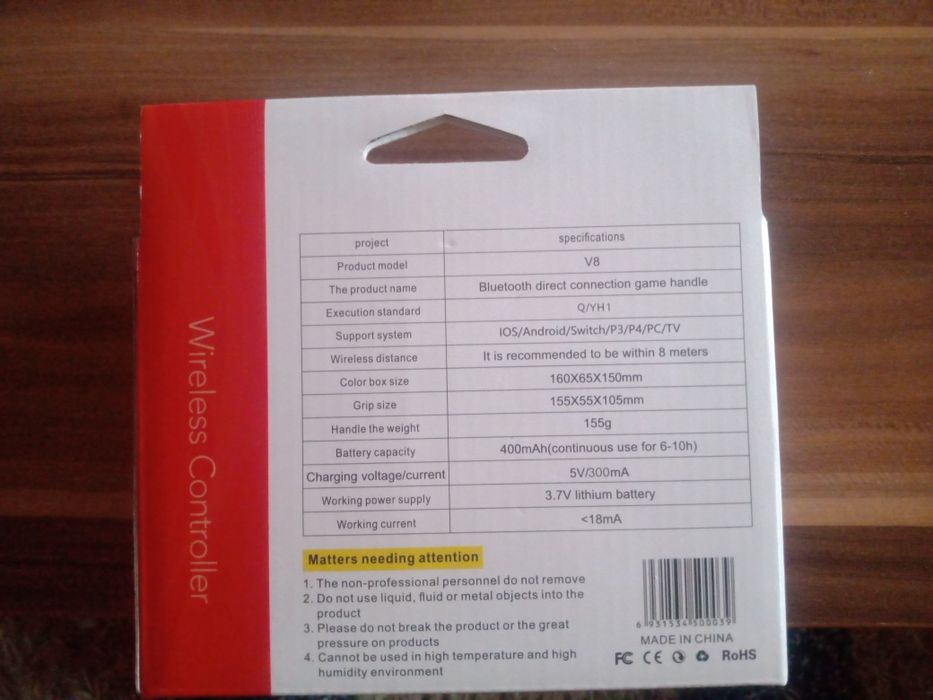 Wireless Controller
project specifications
Product model V8
The product name Bluetooth direct connection game handle
Execution standard Q/YH1
Support system IOS/Android/Switch/P3/P4/PC/TV
Wireless distance It is recommended to be within 8 meters
Color box size 160X65X150mm
Grip size 155X55X105mm
Handle the weight 155g
Battery capacity 400mAh(continuous use for 6-10h)
Charging voltage/current 5V/300mA
Working power supply 3.7V lithium battery
Working current <18mA
Matters needing attention
1. The non-professional personnel do not remove
2. Do not use liquid, fluid or metal objects into the
product
3. Please do not break the product or the great
pressure on products
4. Cannot be used in high temperature and high
humidity environment
6 931534 500039
MADE IN CHINA
FC CE RoHS